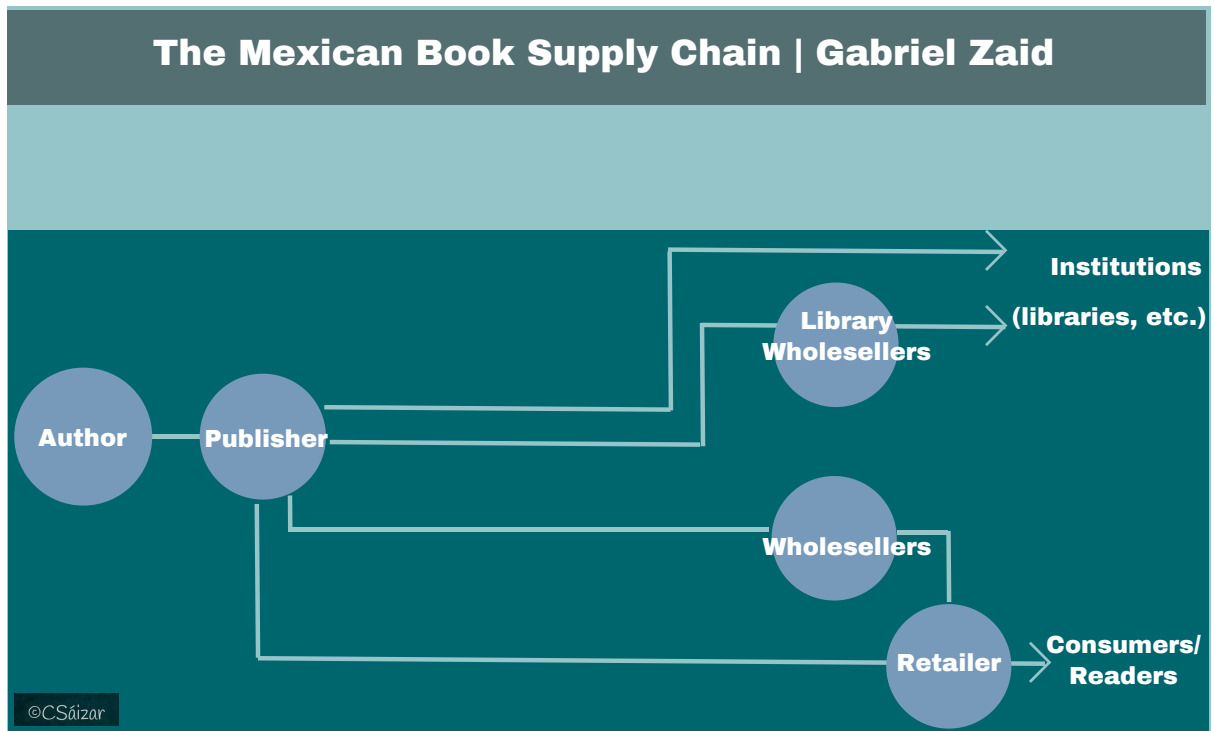 The Mexican Book Supply Chain | Gabriel Zaid
Institutions
(libraries, etc.)
Library
Wholesellers
Author
Publisher
Wholesellers
Retailer
Consumers/
Readers
©CSáizar